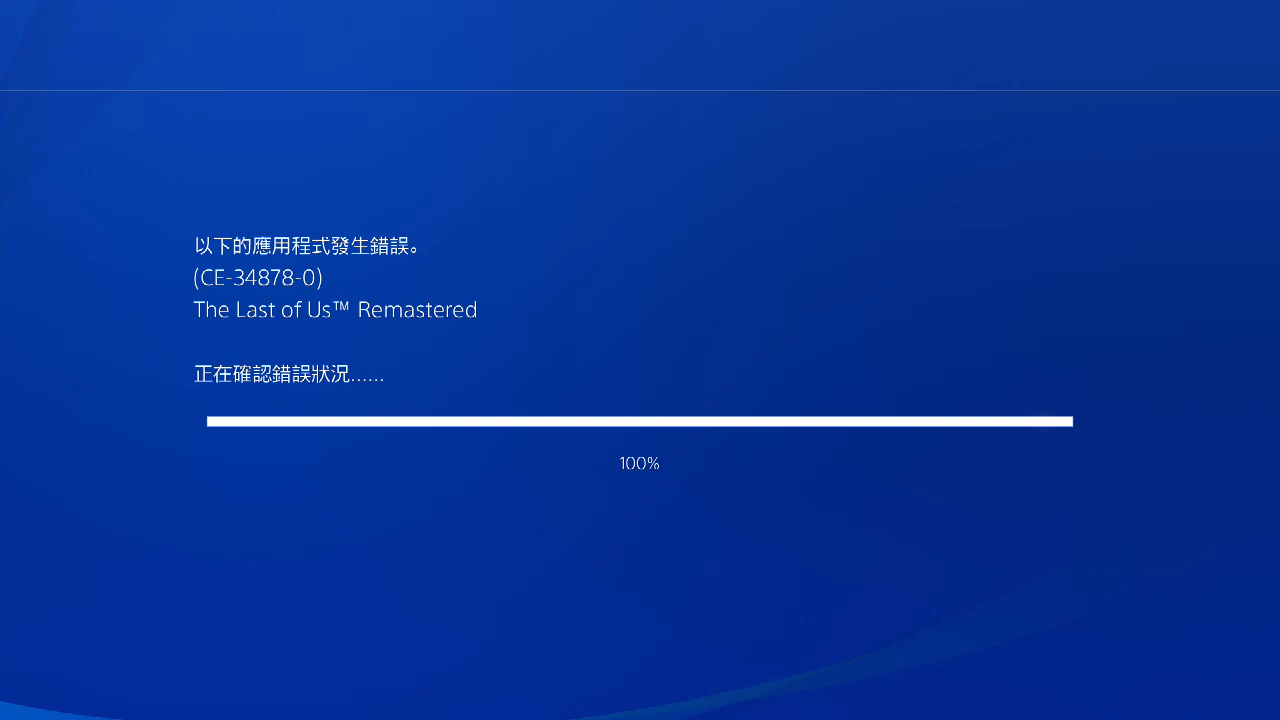 以下的應用程式發生錯誤。
(CE-34878-0)
The Last of Us™ Remastered
正在確認錯誤狀況......
100%